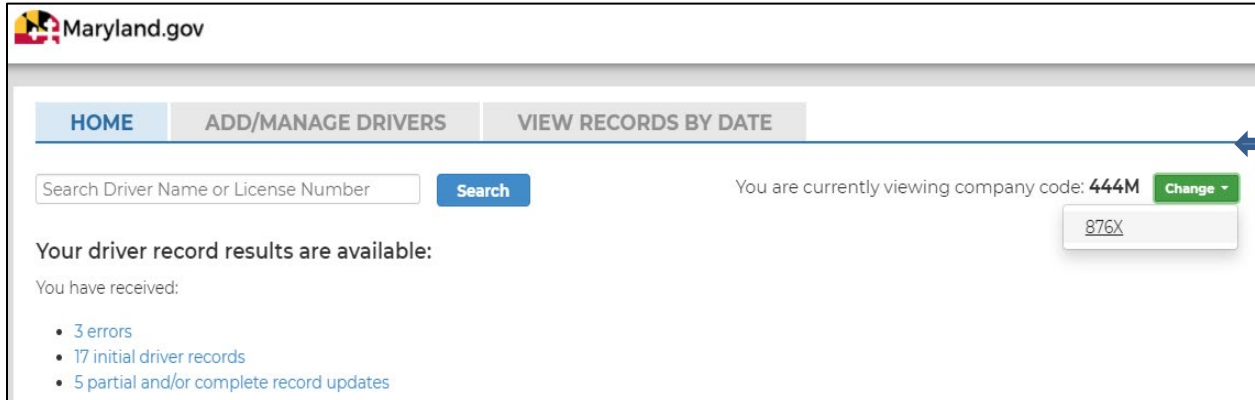 Maryland.gov
HOME ADD/MANAGE DRIVERS VIEW RECORDS BY DATE
Search Driver Name or License Number Search You are currently viewing company code: 444M Change
876X
Your driver record results are available:
You have received:
• 3 errors
• 17 initial driver records
• 5 partial and/or complete record updates